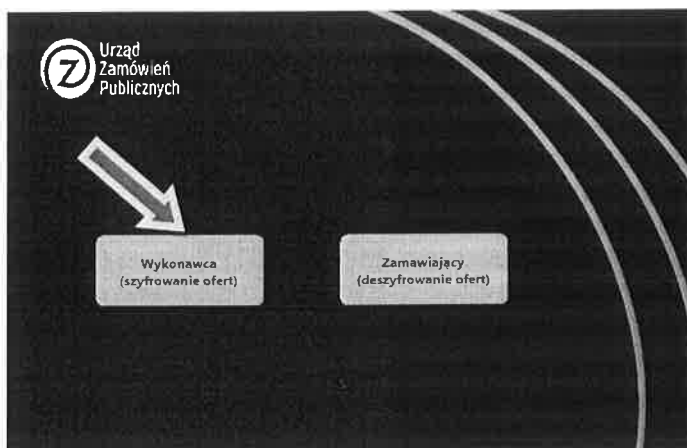 Urząd
Zamówień
Publicznych
Wykonawca
(szyfrowanie ofert)
Zamawiający
(deszyfrowanie ofert)